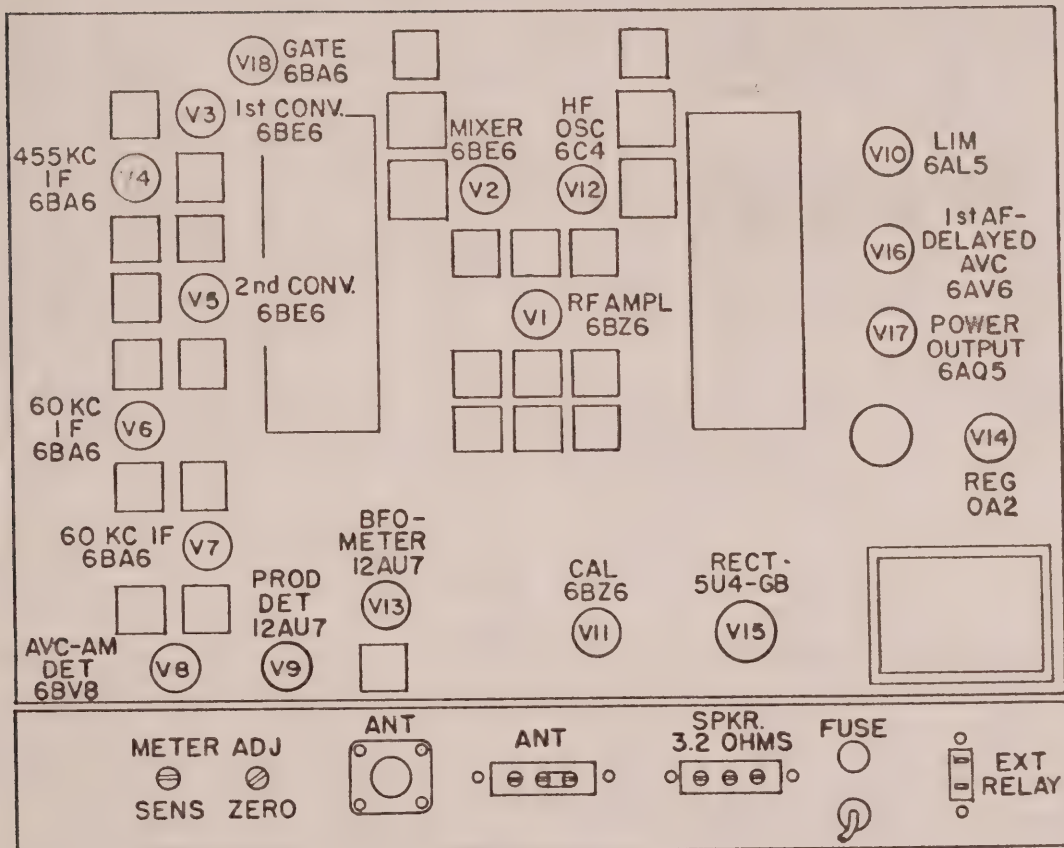 V18
GATE
6BA6
V3
1st CONV.
6BE6
455KC
IF
6BA6
V4
V5
2nd CONV.
6BE6
60 KC
IF
6BA6
V6
60 KC IF
6BA6
V7
AVC-AM
DET
6BV8
V8
PROD
DET
12AU7
V9
BFO-
METER
12AU7
V13
MIXER
6BE6
V2
HF
OSC
6C4
V12
V1
RF AMPL
6BZ6
CAL
6BZ6
V11
RECT-
5U4-GB
V15
V10
LIM
6AL5
V16
1st AF-
DELAYED
AVC
6AV6
V17
POWER
OUTPUT
6AQ5
V14
REG
OA2
METER ADJ
SENS ZERO
ANT
ANT
SPKR.
3.2 OHMS
FUSE
EXT
RELAY